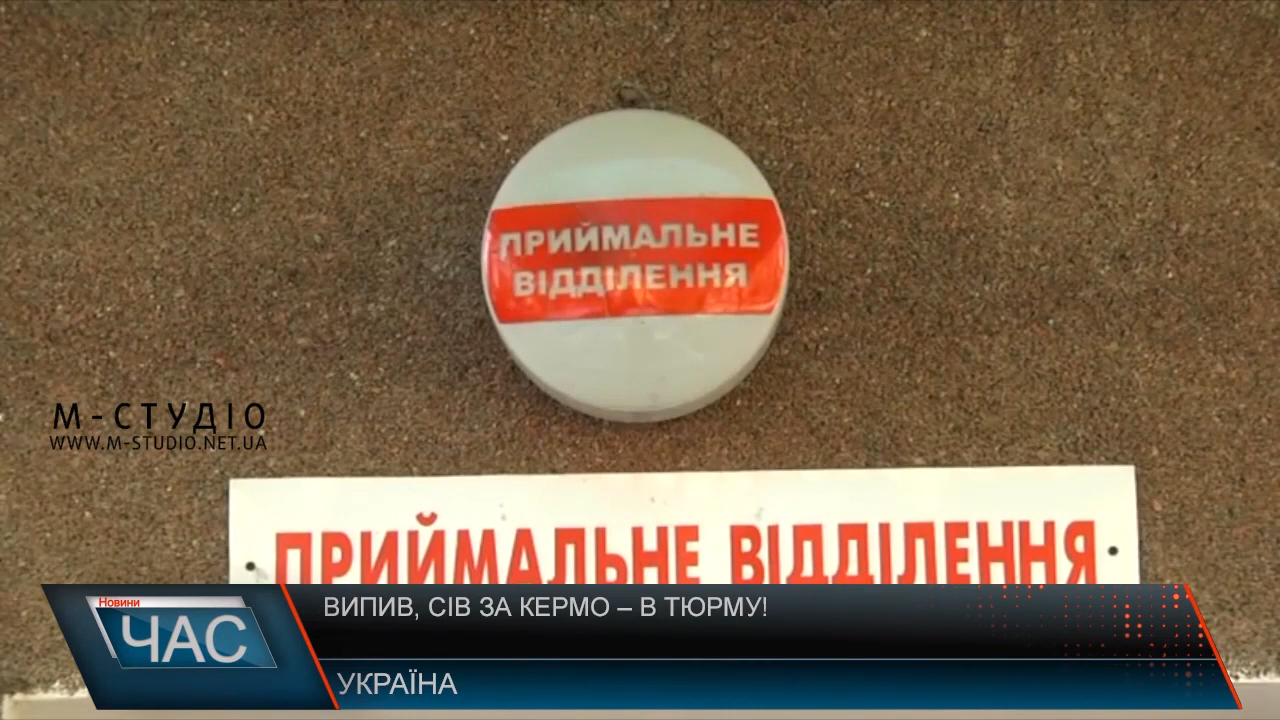 ПРИЙМАЛЬНЕ
ВІДДІЛЕННЯ
М-СТУДІО
WWW.M-STUDIO.NET.UA
ПРИЙМАЛЬНЕ ВІДДІЛЕННЯ
Новини
ЧАС
ВИПИВ, СІВ ЗА КЕРМО – В ТЮРМУ!
УКРАЇНА